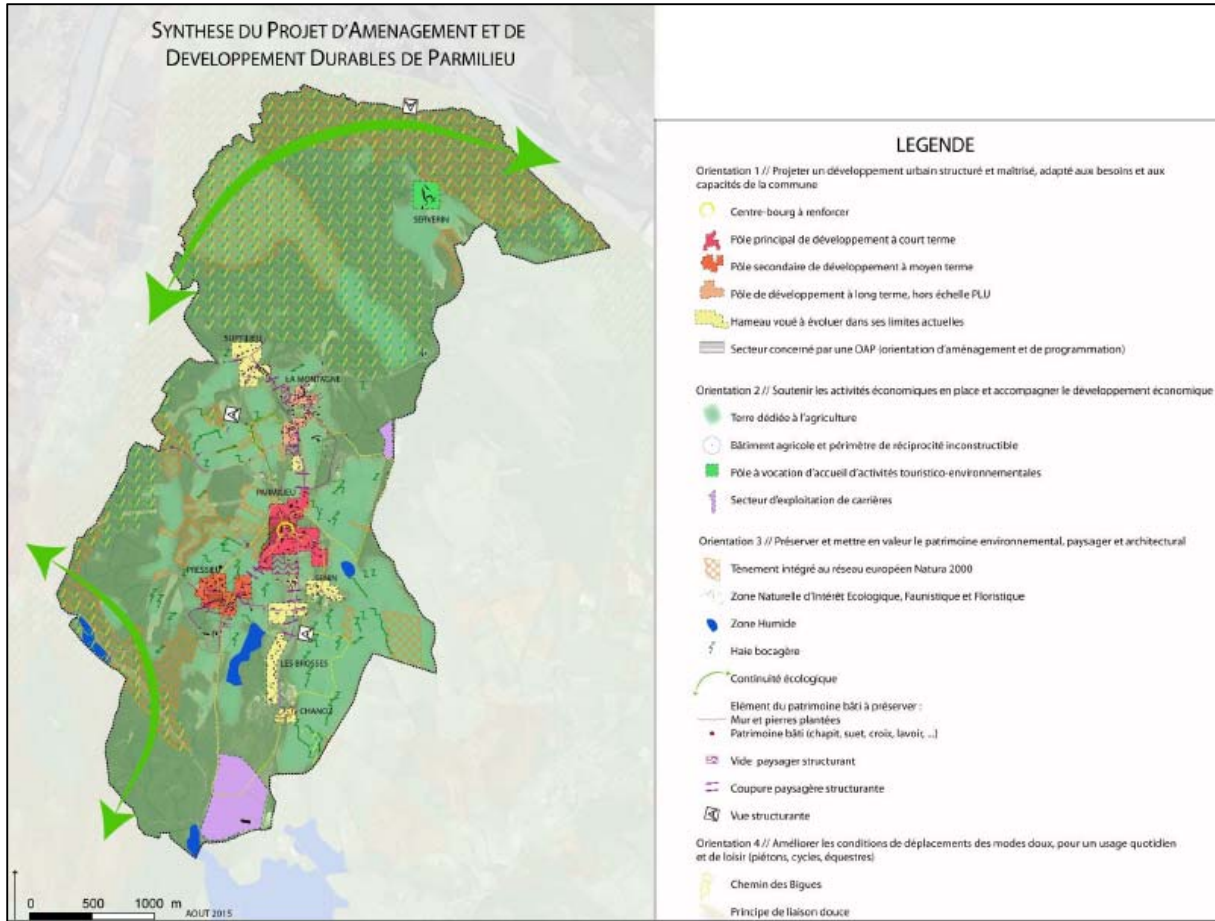 SYNTHESE DU PROJET D'AMENAGEMENT ET DE
DEVELOPPEMENT DURABLES DE PARMILIEU
SERVERIN
LA MONTAGNE
PARMILIEU
PRESSIEU
LES BROSSES
0 500 1000 m
AOUT 2015
LEGENDE
Orientation 1 // Projeter un développement urbain structuré et maîtrisé, adapté aux besoins et aux
capacités de la commune
Centre-bourg à renforcer
Pôle principal de développement à court terme
Pôle secondaire de développement à moyen terme
Pôle de développement à long terme, hors échelle PLU
Hameau voué à évoluer dans ses limites actuelles
Secteur concerné par une OAP (orientation d'aménagement et de programmation)
Orientation 2 // Soutenir les activités économiques en place et accompagner le développement économique
Terre dédiée à l'agriculture
Bâtiment agricole et périmètre de réciprocité inconstructible
Pôle à vocation d'accueil d'activités touristico-environnementales
Secteur d'exploitation de carrières
Orientation 3 // Préserver et mettre en valeur le patrimoine environnemental, paysager et architectural
Tènement intégré au réseau européen Natura 2000
Zone Naturelle d'Intérêt Ecologique, Faunistique et Floristique
Zone Humide
Haie bocagère
Continuité écologique
Elément du patrimoine bâti à préserver :
Mur et pierres plantées
Patrimoine bâti (chapit, suet, croix, lavoir, ...)
Vide paysager structurant
Coupure paysagère structurante
Vue structurante
Orientation 4 // Améliorer les conditions de déplacements des modes doux, pour un usage quotidien
et de loisir (piétons, cycles, équestres)
Chemin des Bigues
Principe de liaison douce